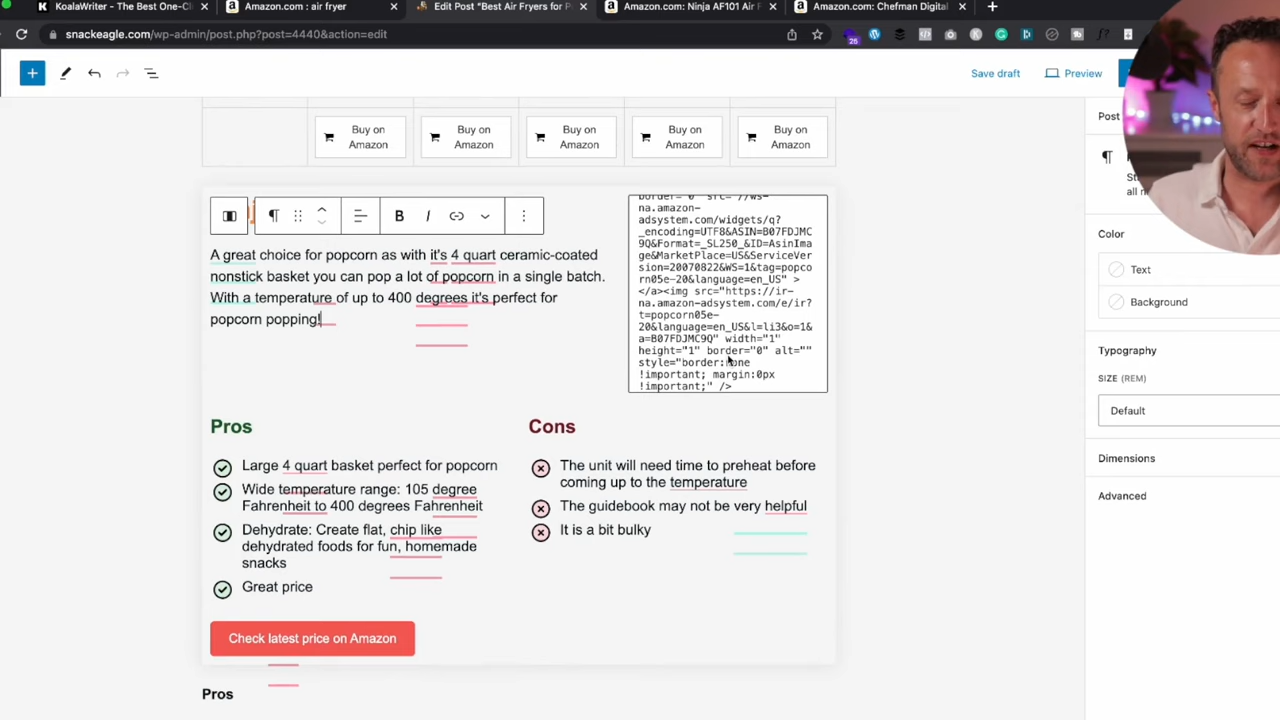 KoalaWriter - The Best One-Cl
Amazon.com : air fryer
Edit Post "Best Air Fryers for P
Amazon.com: Ninja AF101 Air F
Amazon.com: Chefman Digital
snackeagle.com/wp-admin/post.php?post=4440&action=edit
25
Save draft
Preview
Buy on
Amazon
Buy on
Amazon
Buy on
Amazon
Buy on
Amazon
Buy on
Amazon
Post
B I
A great choice for popcorn as with it's 4 quart ceramic-coated
nonstick basket you can pop a lot of popcorn in a single batch.
With a temperature of up to 400 degrees it's perfect for
popcorn popping!
border="0" src="//ws-
na.amazon-
adsystem.com/widgets/q?
_encoding=UTF8&ASIN=B07FDJMC
9Q&Format=_SL250_&ID=AsinIma
ge&MarketPlace=US&ServiceVer
sion=20070822&WS=1&tag=popco
rn05e-20&language=en_US" >
</a><img src="https://ir-
na.amazon-adsystem.com/e/ir?
t=popcorn05e-
20&language=en_US&l=li3&o=1&
a=B07FDJMC9Q" width="1"
height="1" border="0" alt=""
style="border:none
!important; margin:0px
!important;" />
Pros
Large 4 quart basket perfect for popcorn
Wide temperature range: 105 degree
Fahrenheit to 400 degrees Fahrenheit
Dehydrate: Create flat, chip like
dehydrated foods for fun, homemade
snacks
Great price
Cons
The unit will need time to preheat before
coming up to the temperature
The guidebook may not be very helpful
It is a bit bulky
Check latest price on Amazon
Pros
Color
Text
Background
Typography
SIZE (REM)
Default
Dimensions
Advanced